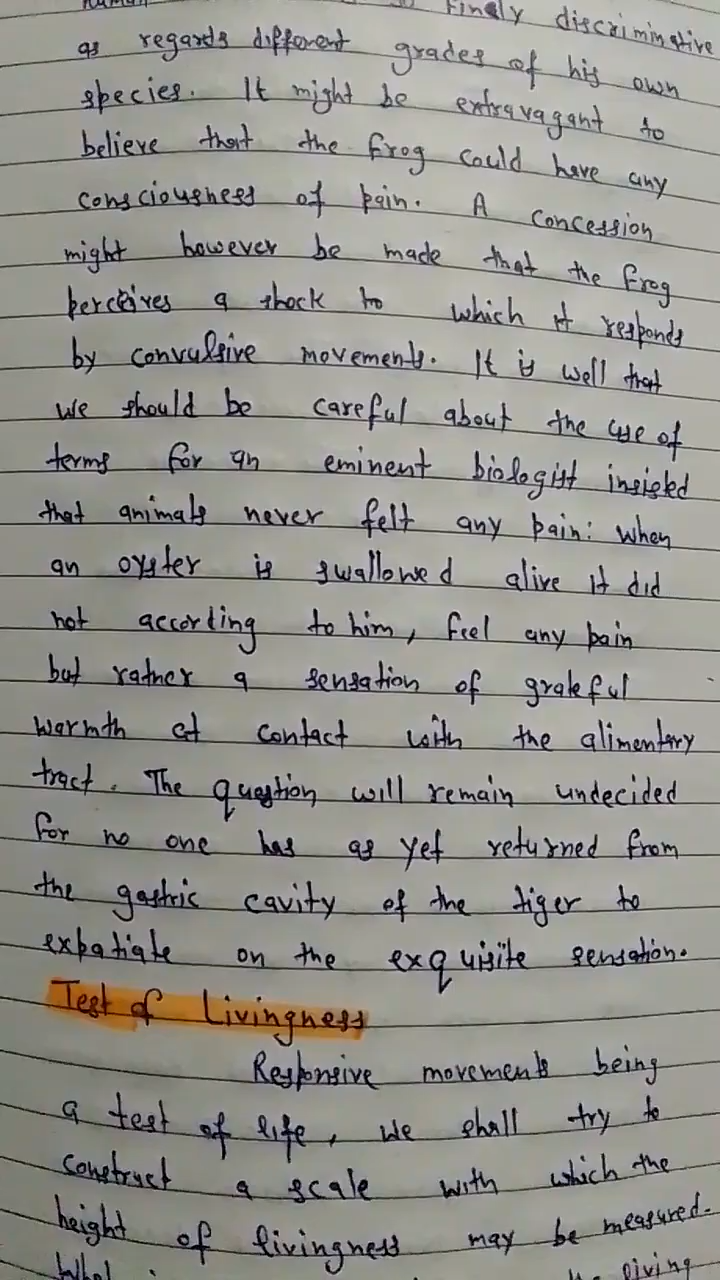 Finely discriminative
as regards different grades of his own
species. It might be extravagant to
believe that the frog could have any
consciousness of pain. A concession
might however be made that the frog
perceives a shock to which it responds
by convulsive movements. It is well that
we should be careful about the use of
terms for an eminent biologist insisted
that animals never felt any pain: when
an oyster is swallowed alive it did
not according to him, feel any pain
but rather a sensation of grateful
warmth at contact with the alimentary
tract. The question will remain undecided
for no one has as yet returned from
the gastric cavity of the tiger to
expatiate on the exquisite sensation.
Test of Livingness
Responsive movements being
a test of life, we shall try to
construct a scale with which the
height of livingness may be measured.